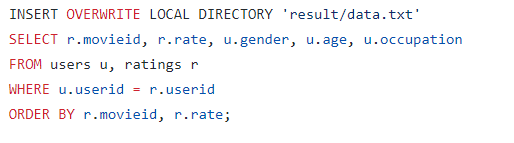 INSERT OVERWRITE LOCAL DIRECTORY 'result/data.txt'
SELECT r.movieid, r.rate, u.gender, u.age, u.occupation
FROM users u, ratings r
WHERE u.userid = r.userid
ORDER BY r.movieid, r.rate;